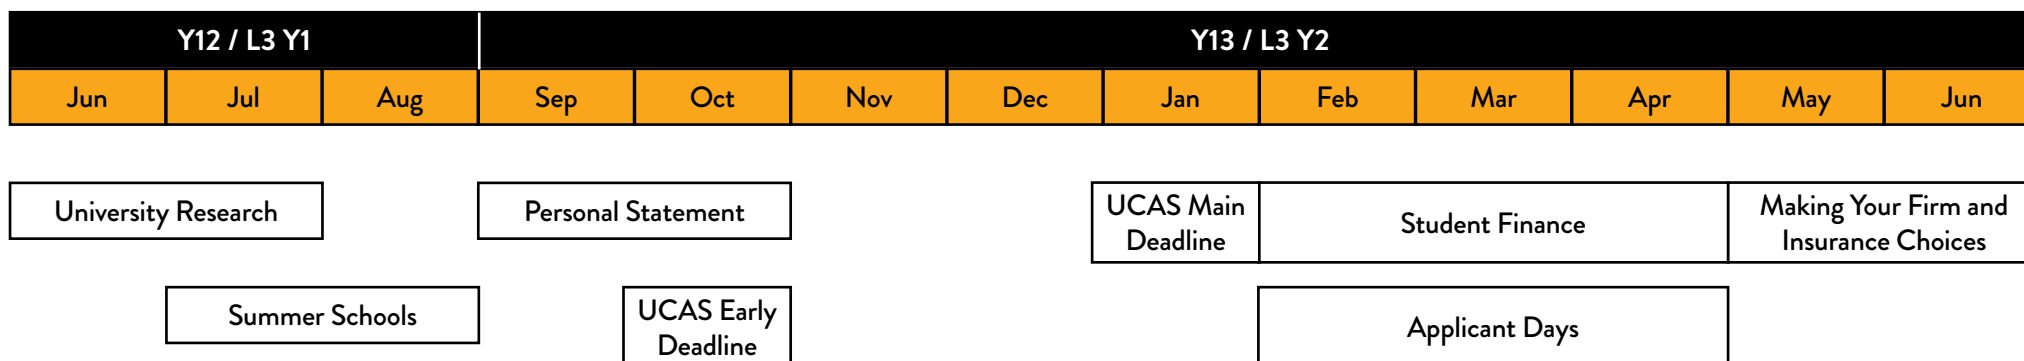 Y12 / L3 Y1 Y13 / L3 Y2
Jun Jul Aug Sep Oct Nov Dec Jan Feb Mar Apr May Jun
University Research
Personal Statement
UCAS Main
Deadline
Student Finance
Making Your Firm and
Insurance Choices
Summer Schools
UCAS Early
Deadline
Applicant Days